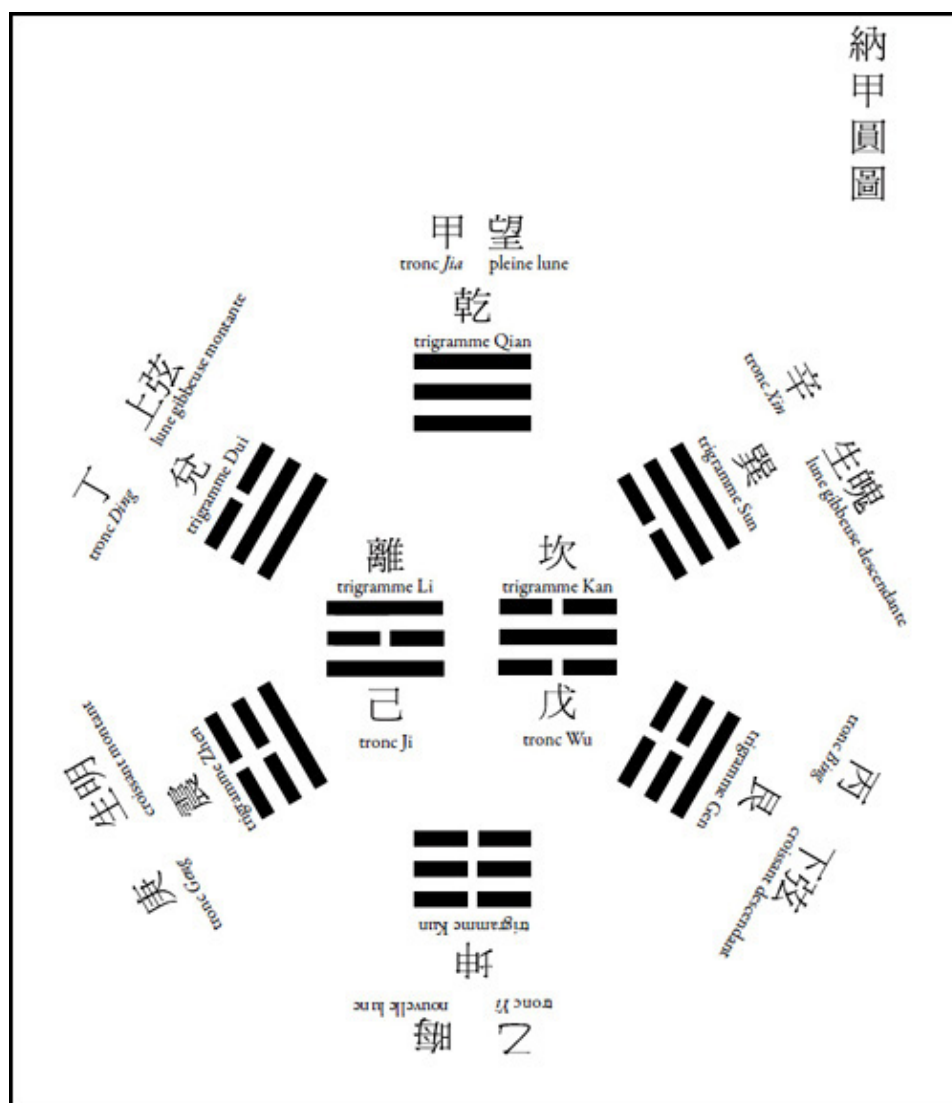 納甲圓圖
甲 望
tronc Jia pleine lune
乾
trigramme Qian
上弦
lune gibbeuse montante
丁
tronc Ding
兌
trigramme Dui
辛
tronc Xin
生魄
lune gibbeuse descendante
巽
trigramme Sun
離
trigramme Li
己
tronc Ji
坎
trigramme Kan
戊
tronc Wu
生明
croissant montant
庚
tronc Geng
震
trigramme Zhen
丙
tronc Bing
下弦
croissant descendant
艮
trigramme Gen
trigramme Kun
坤
tronc Yi nouvelle lune
乙 晦